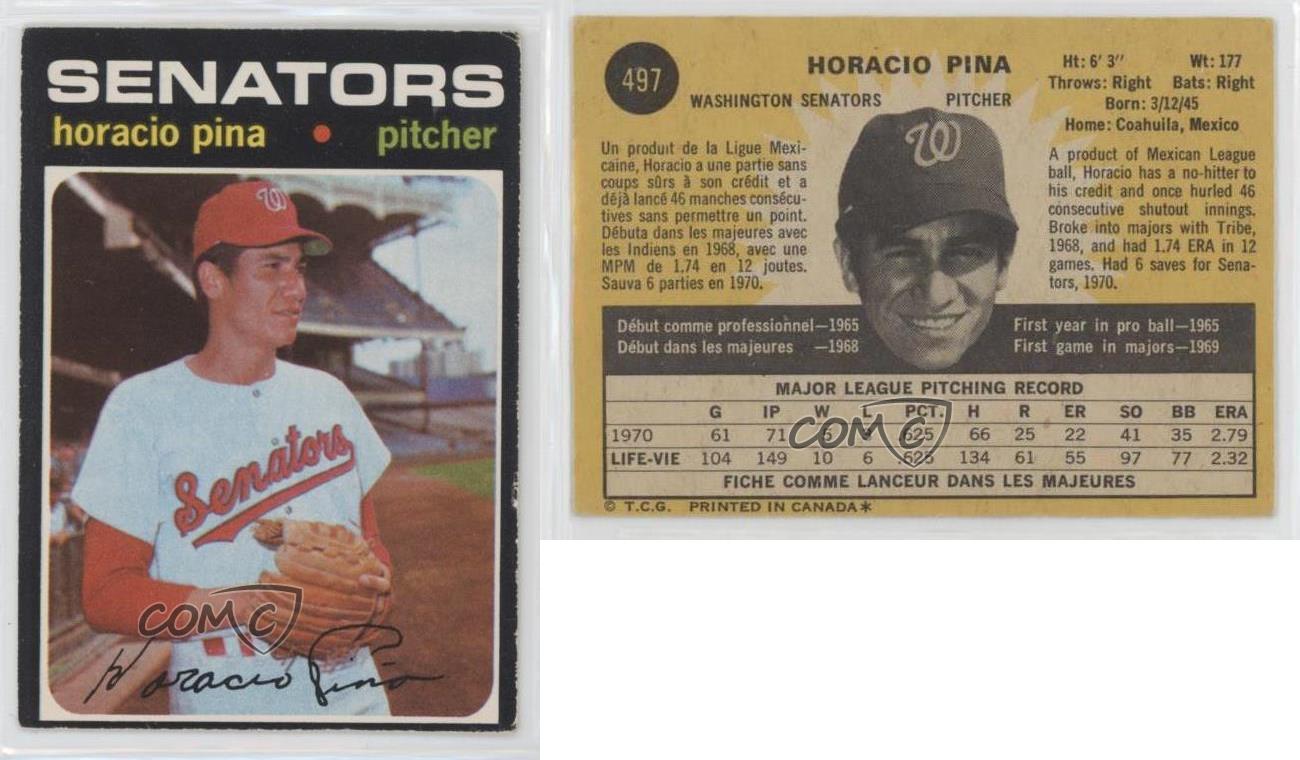 SENATORS
horacio pina • pitcher
W
Senators
COMC
Horacio Piña
497
HORACIO PINA
WASHINGTON SENATORS PITCHER
Ht: 6' 3" Wt: 177
Throws: Right Bats: Right
Born: 3/12/45
Home: Coahuila, Mexico
W
Un produit de la Ligue Mexi-
caine, Horacio a une partie sans
coups sûrs à son crédit et a
déjà lancé 46 manches consécu-
tives sans permettre un point.
Débuta dans les majeures avec
les Indiens en 1968, avec une
MPM de 1.74 en 12 joutes.
Sauva 6 parties en 1970.
A product of Mexican League
ball, Horacio has a no-hitter to
his credit and once hurled 46
consecutive shutout innings.
Broke into majors with Tribe,
1968, and had 1.74 ERA in 12
games. Had 6 saves for Sena-
tors, 1970.
Début comme professionnel—1965
Début dans les majeures —1968
First year in pro ball—1965
First game in majors—1969
MAJOR LEAGUE PITCHING RECORD
G IP W L PCT. H R ER SO BB ERA
1970 61 71 5 .625 66 25 22 41 35 2.79
LIFE-VIE 104 149 10 6 .625 134 61 55 97 77 2.32
COMC
FICHE COMME LANCEUR DANS LES MAJEURES
© T.C.G. PRINTED IN CANADA*